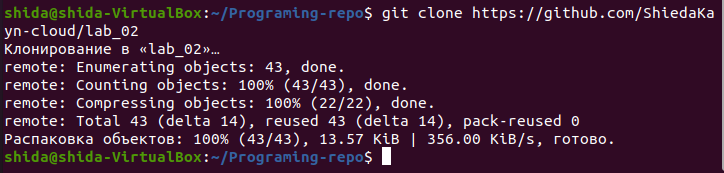 shida@shida-VirtualBox:~/Programing-repo$ git clone https://github.com/ShiedaKa
yn-cloud/lab_02
Клонирование в «lab_02»…
remote: Enumerating objects: 43, done.
remote: Counting objects: 100% (43/43), done.
remote: Compressing objects: 100% (22/22), done.
remote: Total 43 (delta 14), reused 43 (delta 14), pack-reused 0
Распаковка объектов: 100% (43/43), 13.57 KiB | 356.00 KiB/s, готово.
shida@shida-VirtualBox:~/Programing-repo$